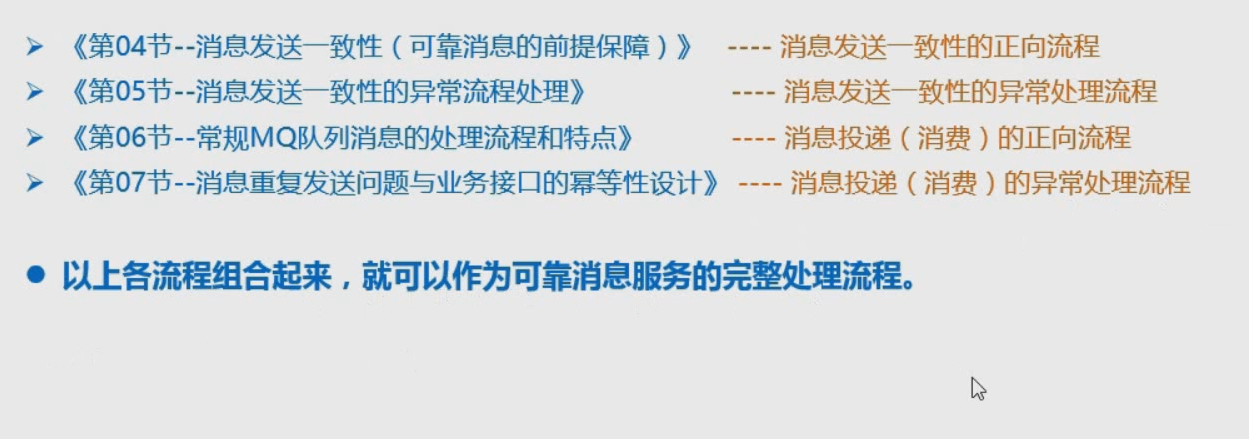 ➢ 《第04节--消息发送一致性(可靠消息的前提保障)》 ---- 消息发送一致性的正向流程
➢ 《第05节--消息发送一致性的异常流程处理》 ---- 消息发送一致性的异常处理流程
➢ 《第06节--常规MQ队列消息的处理流程和特点》 ---- 消息投递(消费)的正向流程
➢ 《第07节--消息重复发送问题与业务接口的幂等性设计》 ---- 消息投递(消费)的异常处理流程
● 以上各流程组合起来,就可以作为可靠消息服务的完整处理流程。